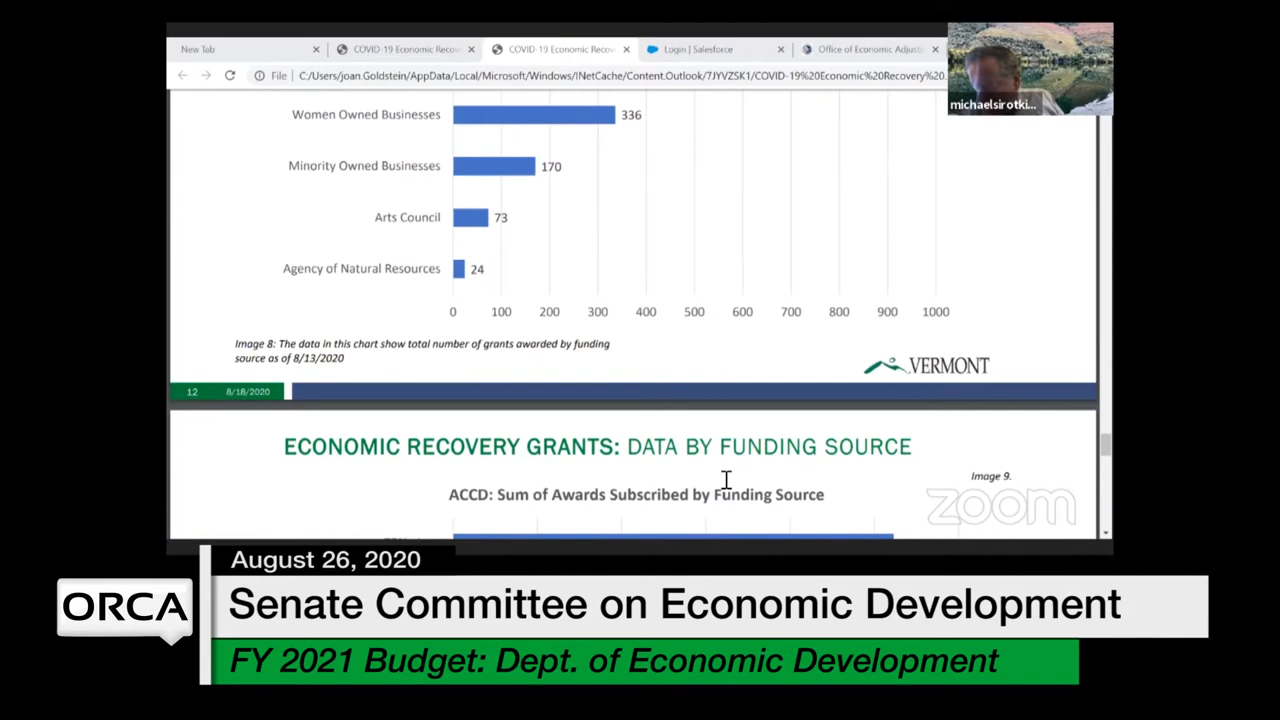 New Tab
COVID-19 Economic Recov
COVID-19 Economic Recov
Login | Salesforce
Office of Economic Adjust
File
C:/Users/joan.Goldstein/AppData/Local/Microsoft/Windows/INetCache/Content.Outlook/7JYVZSK1/COVID-19%20Economic%20Recovery%20.
michaelsirotki...
Women Owned Businesses 336
Minority Owned Businesses 170
Arts Council 73
Agency of Natural Resources 24
0 100 200 300 400 500 600 700 800 900 1000
Image 8: The data in this chart show total number of grants awarded by funding
source as of 8/13/2020
VERMONT
12 8/18/2020
ECONOMIC RECOVERY GRANTS: DATA BY FUNDING SOURCE
Image 9.
ACCD: Sum of Awards Subscribed by Funding Source
zoom
August 26, 2020
ORCA
Senate Committee on Economic Development
FY 2021 Budget: Dept. of Economic Development